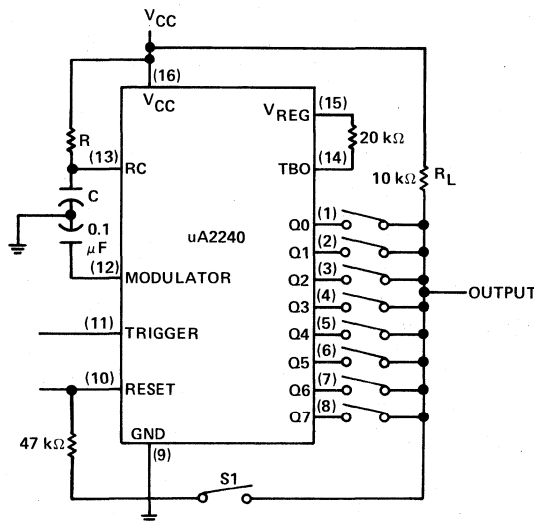 VCC
(16)
VCC
VREG
(15)
20 kΩ
R
(13)
RC
TBO
(14)
10 kΩ
RL
C
0.1
μF
uA2240
Q0
(1)
Q1
(2)
(12)
MODULATOR
Q2
(3)
OUTPUT
Q3
(4)
(11)
TRIGGER
Q4
(5)
Q5
(6)
(10)
RESET
Q6
(7)
Q7
(8)
47 kΩ
GND
(9)
S1